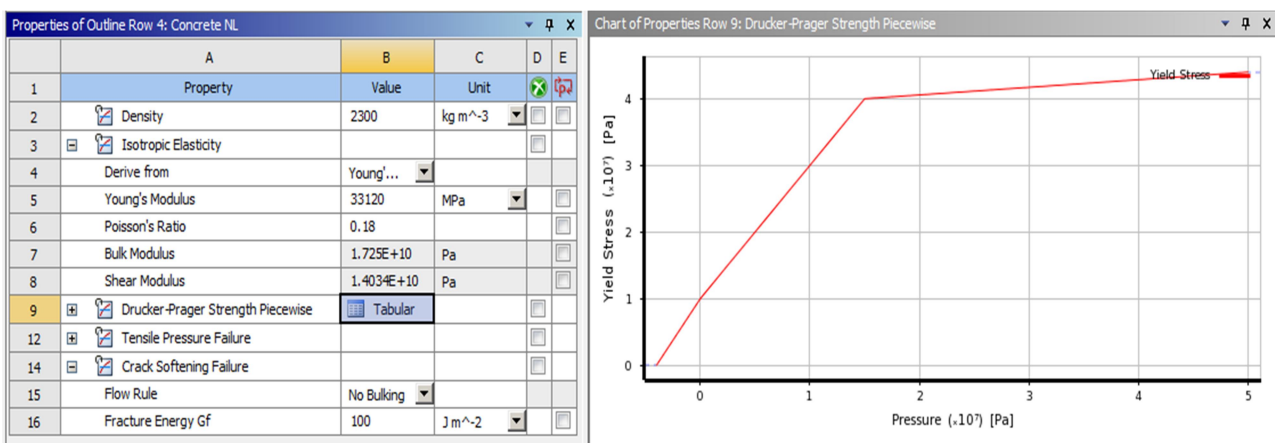 Properties of Outline Row 4: Concrete NL
A B C D E
1 Property Value Unit
2 Density 2300 kg m^-3
3 Isotropic Elasticity
4 Derive from Young'...
5 Young's Modulus 33120 MPa
6 Poisson's Ratio 0.18
7 Bulk Modulus 1.725E+10 Pa
8 Shear Modulus 1.4034E+10 Pa
9 Drucker-Prager Strength Piecewise Tabular
12 Tensile Pressure Failure
14 Crack Softening Failure
15 Flow Rule No Bulking
16 Fracture Energy Gf 100 J m^-2
Chart of Properties Row 9: Drucker-Prager Strength Piecewise
Yield Stress
4
3
2
1
0
Yield Stress (ₓ10⁷) [Pa]
0 1 2 3 4 5
Pressure (ₓ10⁷) [Pa]